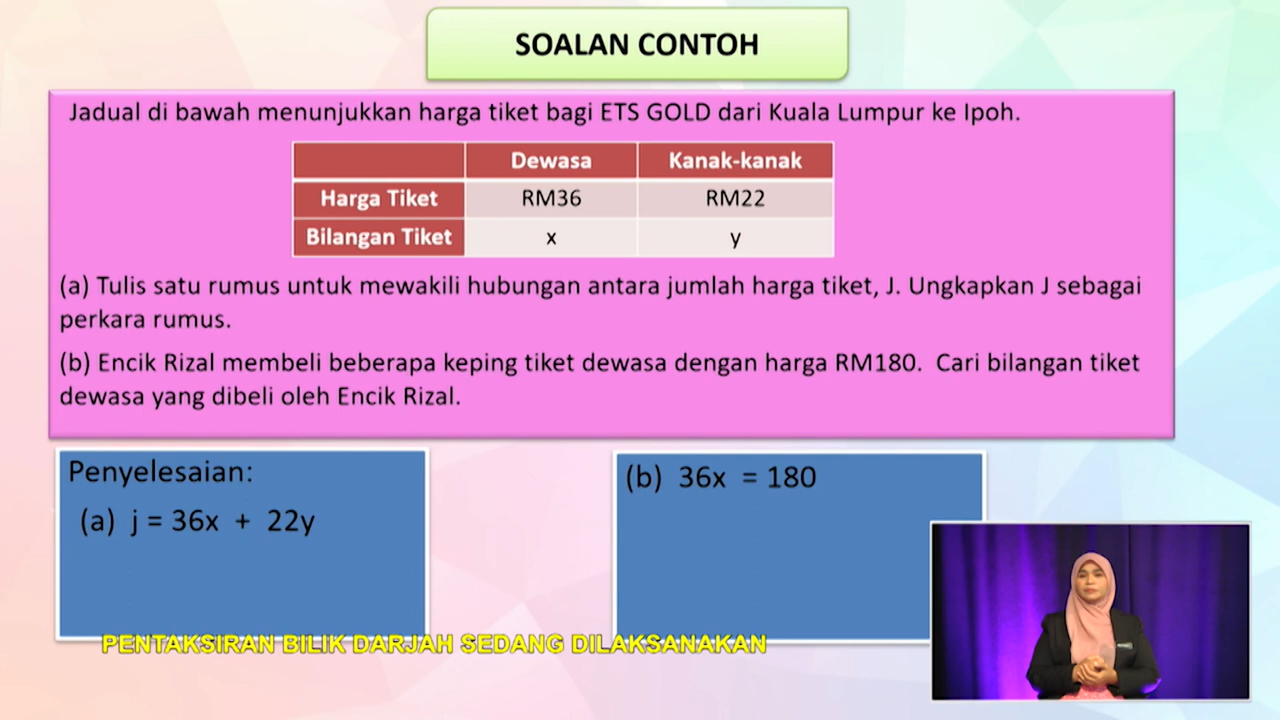 SOALAN CONTOH
Jadual di bawah menunjukkan harga tiket bagi ETS GOLD dari Kuala Lumpur ke Ipoh.
Dewasa Kanak-kanak
Harga Tiket RM36 RM22
Bilangan Tiket x y
(a) Tulis satu rumus untuk mewakili hubungan antara jumlah harga tiket, J. Ungkapkan J sebagai
perkara rumus.
(b) Encik Rizal membeli beberapa keping tiket dewasa dengan harga RM180. Cari bilangan tiket
dewasa yang dibeli oleh Encik Rizal.
Penyelesaian:
(a) j = 36x + 22y
(b) 36x = 180
PENTAKSIRAN BILIK DARJAH SEDANG DILAKSANAKAN